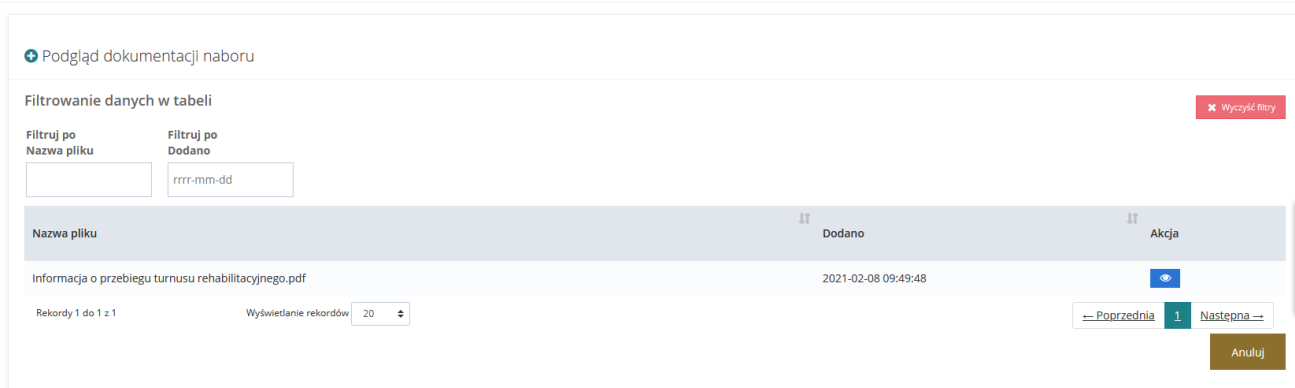 Podgląd dokumentacji naboru
Filtrowanie danych w tabeli
Wyczyść filtry
Filtruj po
Nazwa pliku
Filtruj po
Dodano
rrrr-mm-dd
Nazwa pliku Dodano Akcja
Informacja o przebiegu turnusu rehabilitacyjnego.pdf 2021-02-08 09:49:48
Rekordy 1 do 1 z 1 Wyświetlanie rekordów 20 ← Poprzednia 1 Następna →
Anuluj